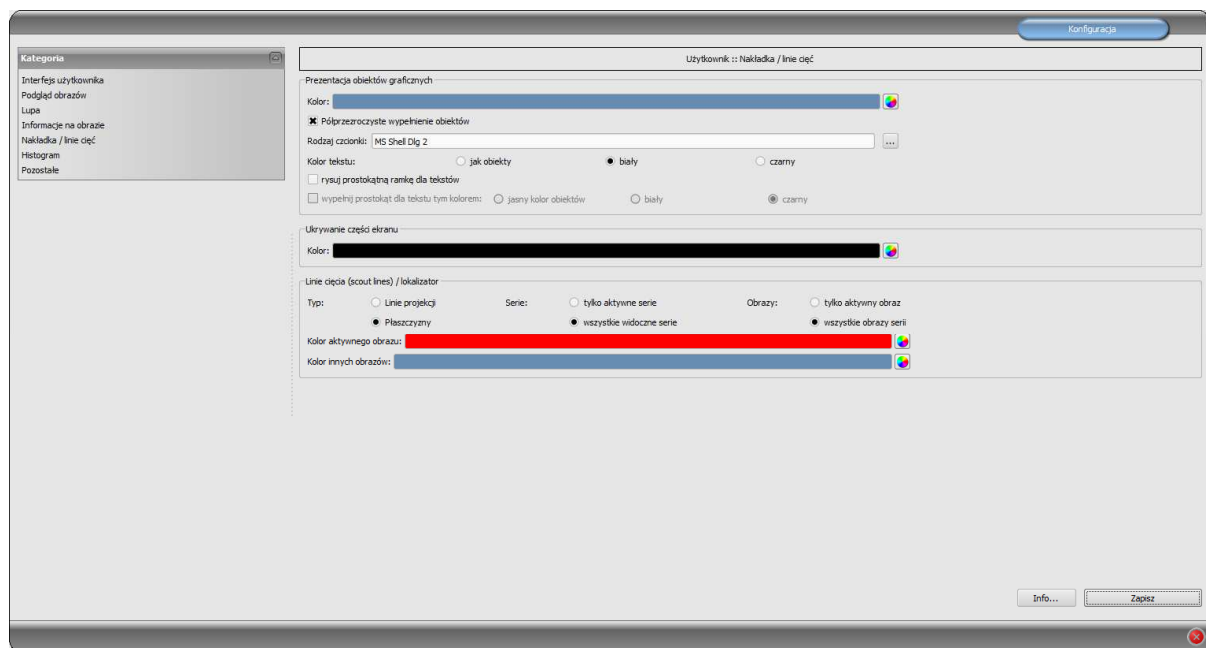 Konfiguracja
Kategoria
Interfejs użytkownika
Podgląd obrazów
Lupa
Informacje na obrazie
Nakładka / linie cięć
Histogram
Pozostałe
Użytkownik :: Nakładka / linie cięć
Prezentacja obiektów graficznych
Kolor:
Półprzezroczyste wypełnienie obiektów
Rodzaj czcionki: MS Shell Dlg 2 ...
Kolor tekstu: jak obiekty biały czarny
rysuj prostokątną ramkę dla tekstów
wypełnij prostokąt dla tekstu tym kolorem: jasny kolor obiektów biały czarny
Ukrywanie części ekranu
Kolor:
Linie cięcia (scout lines) / lokalizator
Typ: Linie projekcji Serie: tylko aktywne serie Obrazy: tylko aktywny obraz
Płaszczyzny wszystkie widoczne serie wszystkie obrazy serii
Kolor aktywnego obrazu:
Kolor innych obrazów:
Info... Zapisz